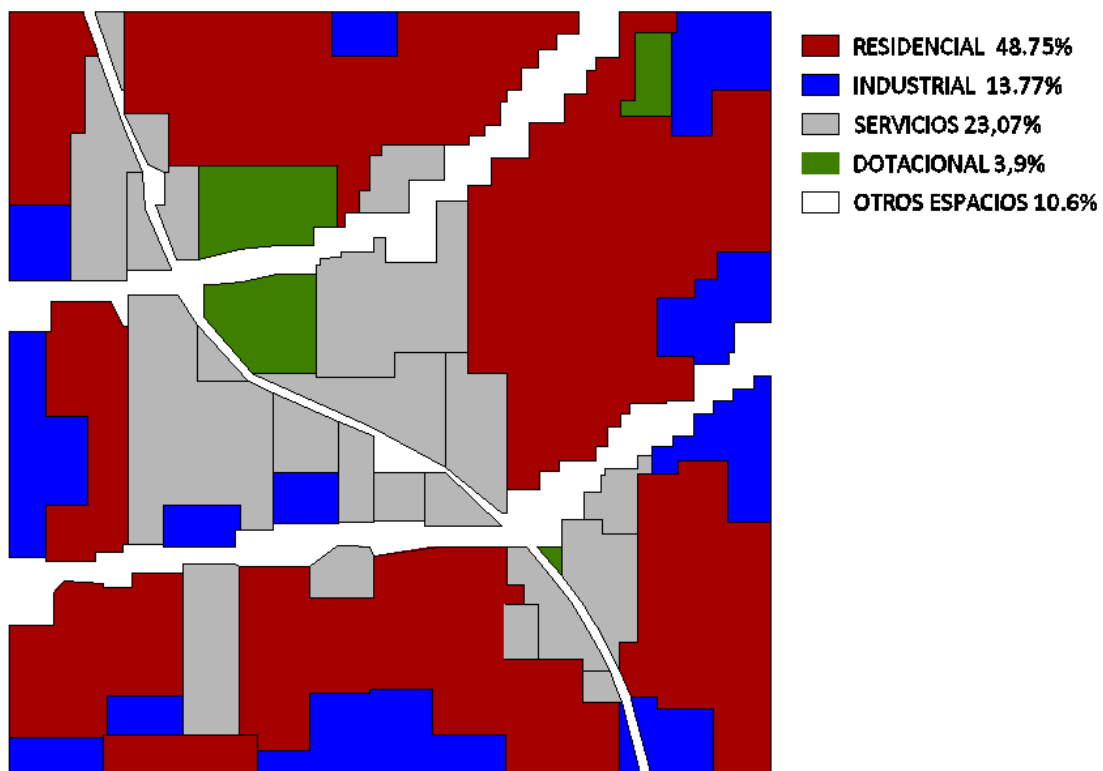 RESIDENCIAL 48.75%
INDUSTRIAL 13.77%
SERVICIOS 23,07%
DOTACIONAL 3,9%
OTROS ESPACIOS 10.6%